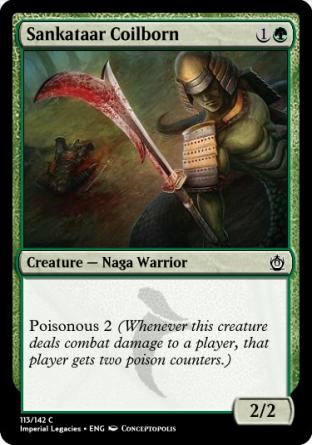 Sankataar Coilborn 1
Creature — Naga Warrior
Poisonous 2 (Whenever this creature
deals combat damage to a player, that
player gets two poison counters.)
2/2
113/142 C
Imperial Legacies • ENG Conceptopolis